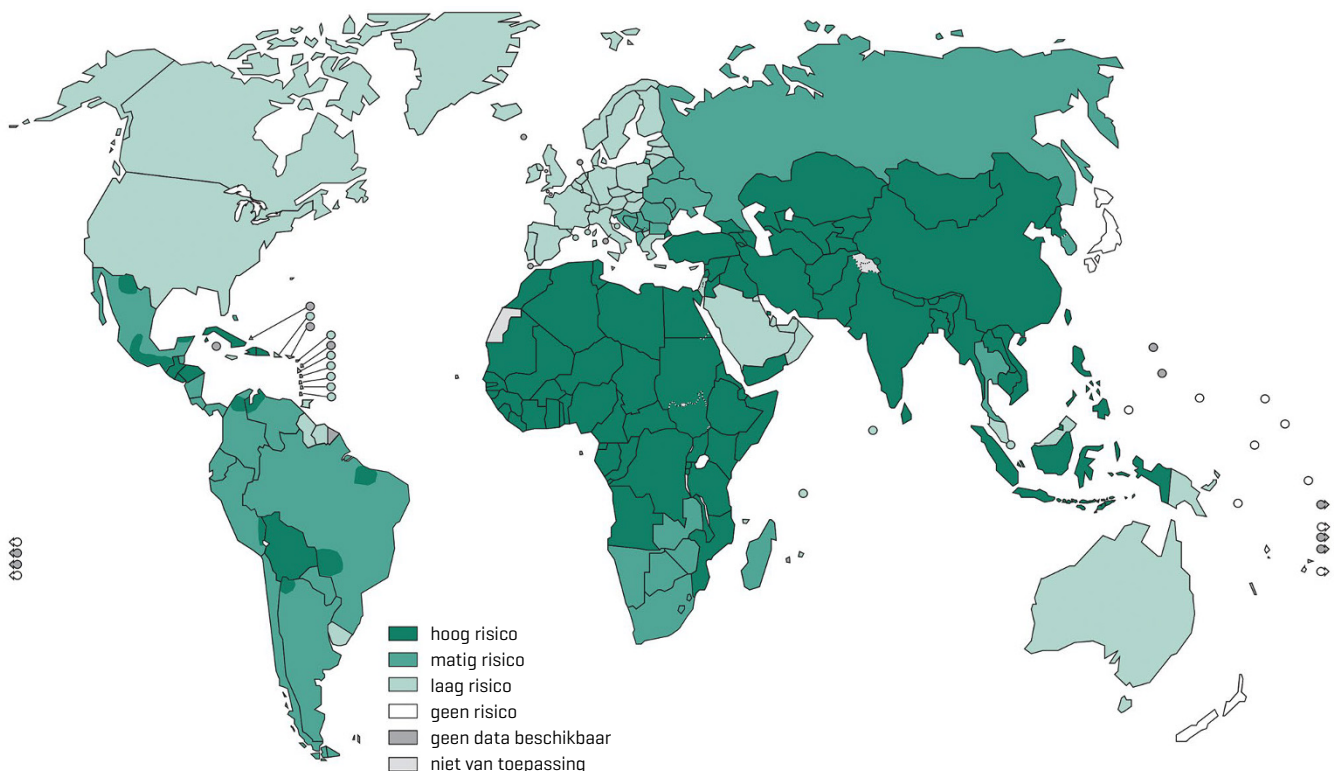 hoog risico
matig risico
laag risico
geen risico
geen data beschikbaar
niet van toepassing